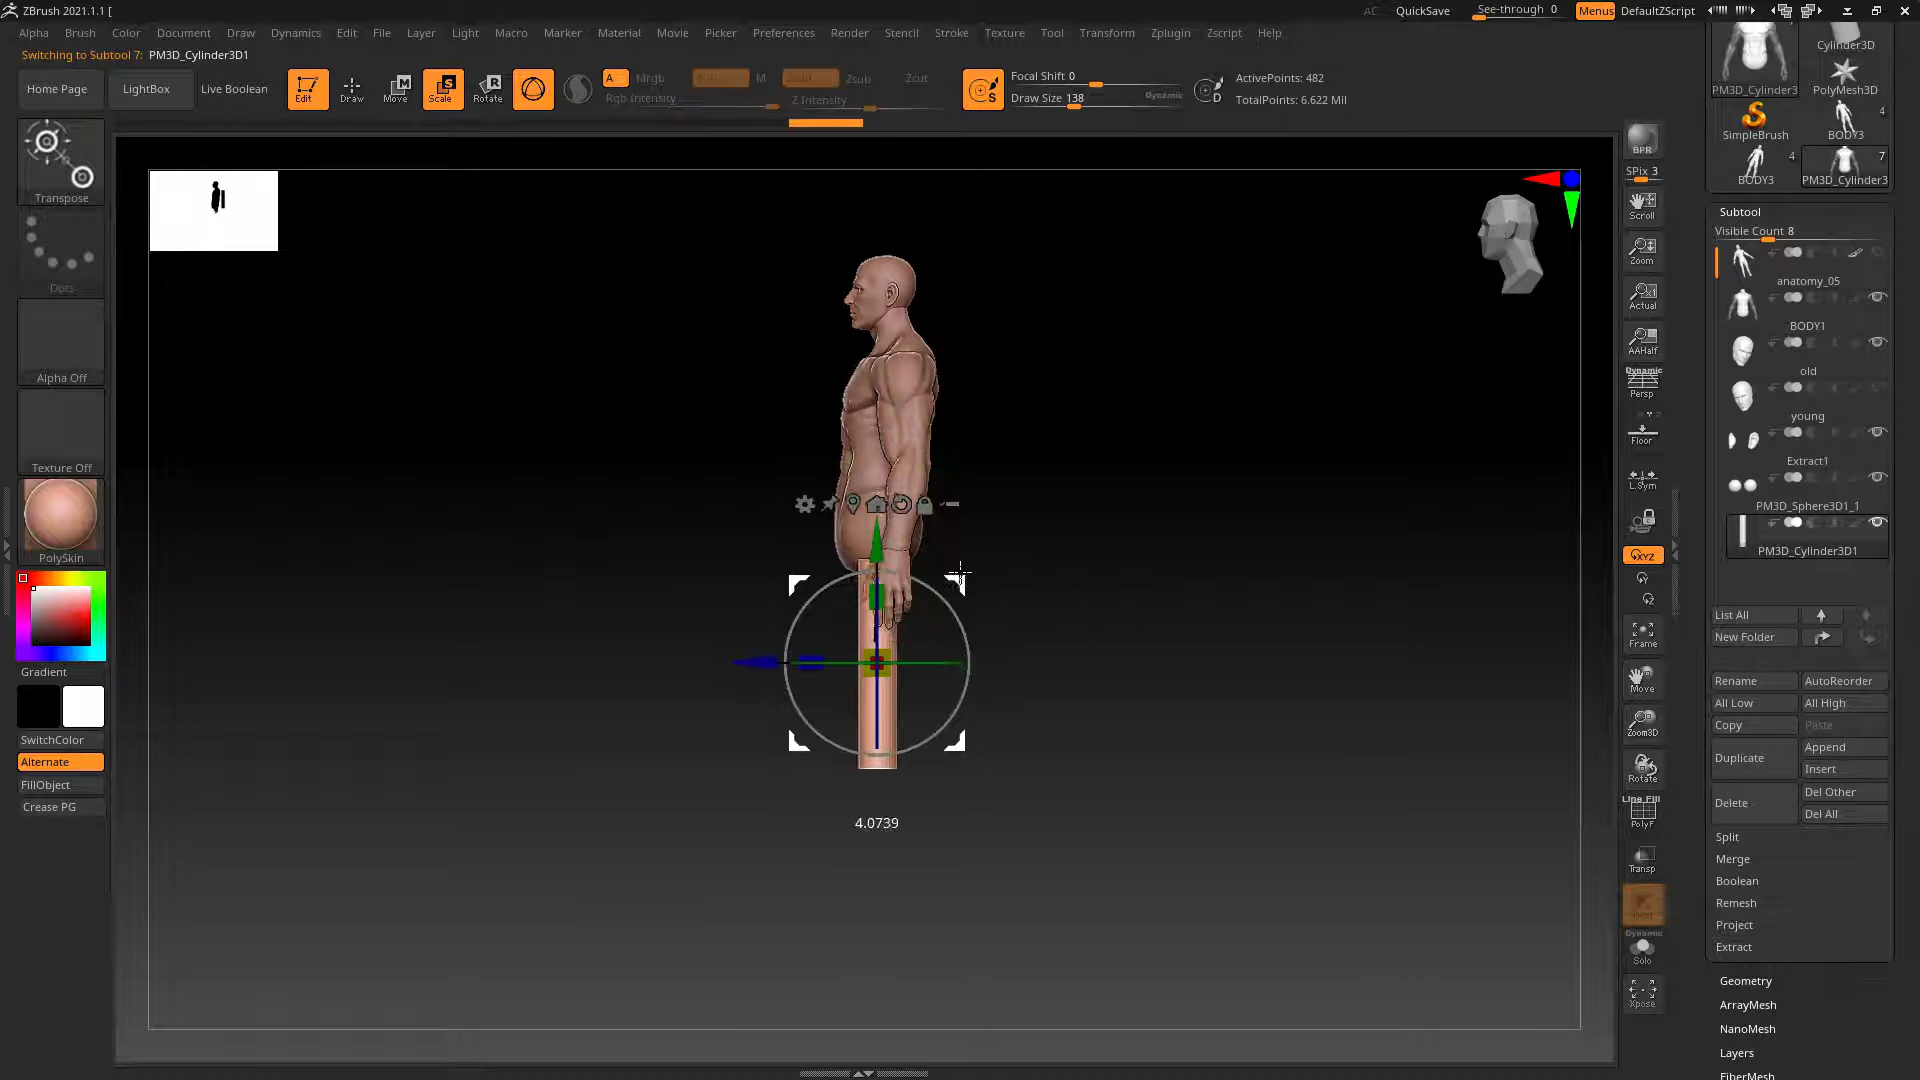 ZBrush 2021.1.1 [
AC QuickSave See-through 0 Menus DefaultZScript
Alpha Brush Color Document Draw Dynamics Edit File Layer Light Macro Marker Material Movie Picker Preferences Render Stencil Stroke Texture Tool Transform Zplugin Zscript Help
Switching to Subtool 7: PM3D_Cylinder3D1
Home Page LightBox Live Boolean Edit Draw Move Scale Rotate
A Mrgb M Zsub Zcut
Rgb Intensity Z Intensity
Focal Shift 0
Draw Size 138 Dynamic
ActivePoints: 482
TotalPoints: 6.622 Mil
Transpose
Dots
Alpha Off
Texture Off
PolySkin
Gradient
SwitchColor
Alternate
FillObject
Crease PG
4.0739
BPR
SPix 3
Scroll
Zoom
Actual
AAHalf
Dynamic
Persp
Floor
L.Sym
XYZ
Frame
Move
Zoom3D
Rotate
Line Fill
PolyF
Transp
Dynamic
Solo
Xpose
Cylinder3D
PM3D_Cylinder3 PolyMesh3D
4
SimpleBrush BODY3
4 7
BODY3 PM3D_Cylinder3
Subtool
Visible Count 8
anatomy_05
BODY1
old
young
Extract1
PM3D_Sphere3D1_1
PM3D_Cylinder3D1
List All
New Folder
Rename AutoReorder
All Low All High
Copy Paste
Duplicate Append
Insert
Delete Del Other
Del All
Split
Merge
Boolean
Remesh
Project
Extract
Geometry
ArrayMesh
NanoMesh
Layers
FiberMesh